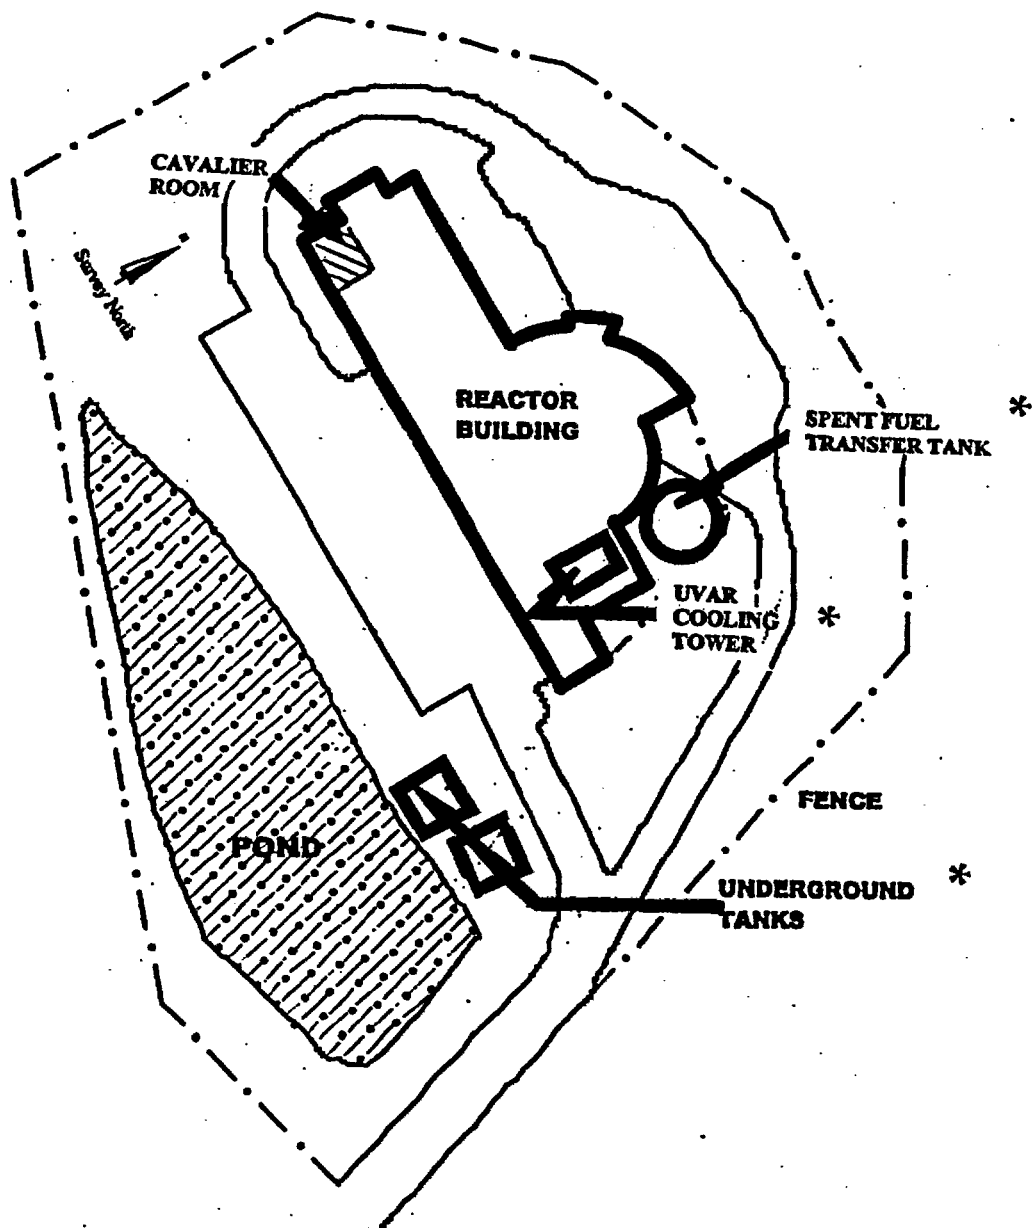 CAVALIER
ROOM
Survey North
REACTOR
BUILDING
*
SPENT FUEL
TRANSFER TANK
UVAR
COOLING
TOWER
*
FENCE
POND
*
UNDERGROUND
TANKS